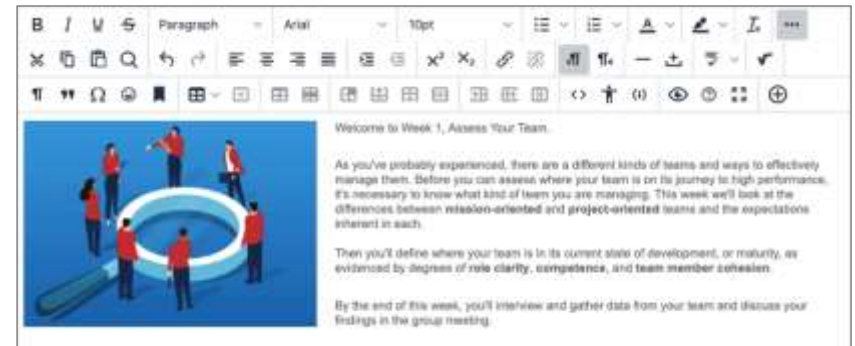 Paragraph Arial 10pt
Welcome to Week 1, Assess Your Team.
As you've probably experienced, there are a different kinds of teams and ways to effectively
manage them. Before you can assess where your team is on its journey to high performance,
it's necessary to know what kind of team you are managing. This week we'll look at the
differences between mission-oriented and project-oriented teams and the expectations
inherent in each.
Then you'll define where your team is in its current state of development, or maturity, as
evidenced by degrees of role clarity, competence, and team member cohesion.
By the end of this week, you'll interview and gather data from your team and discuss your
findings in the group meeting.